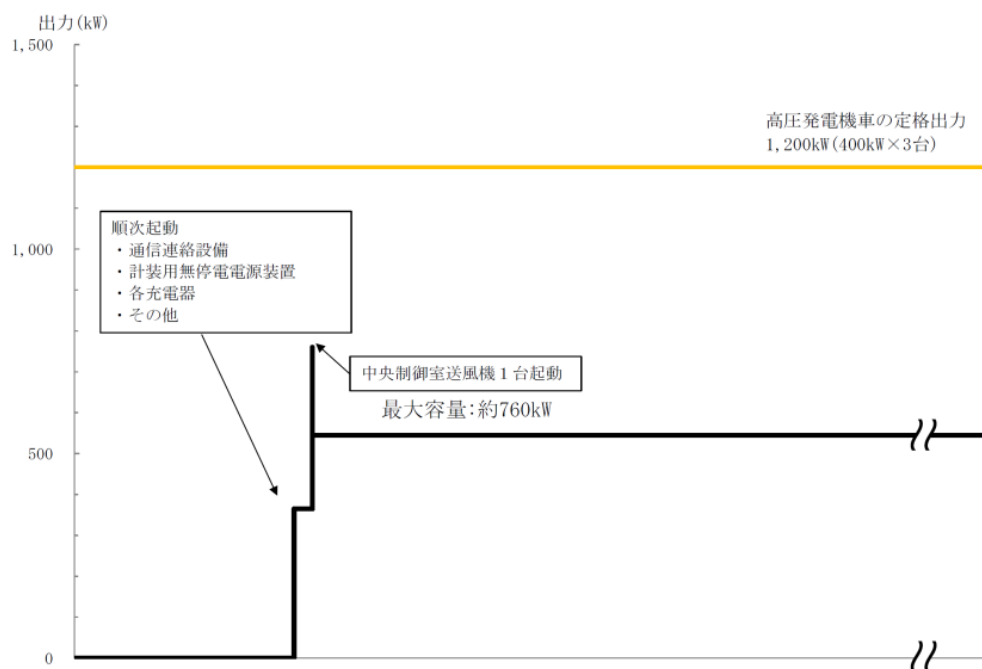 出力(kW)
1,500
高圧発電機車の定格出力
1,200kW(400kW×3台)
順次起動
・通信連絡設備
・計装用無停電電源装置
・各充電器
・その他
1,000
中央制御室送風機１台起動
最大容量:約760kW
500
0